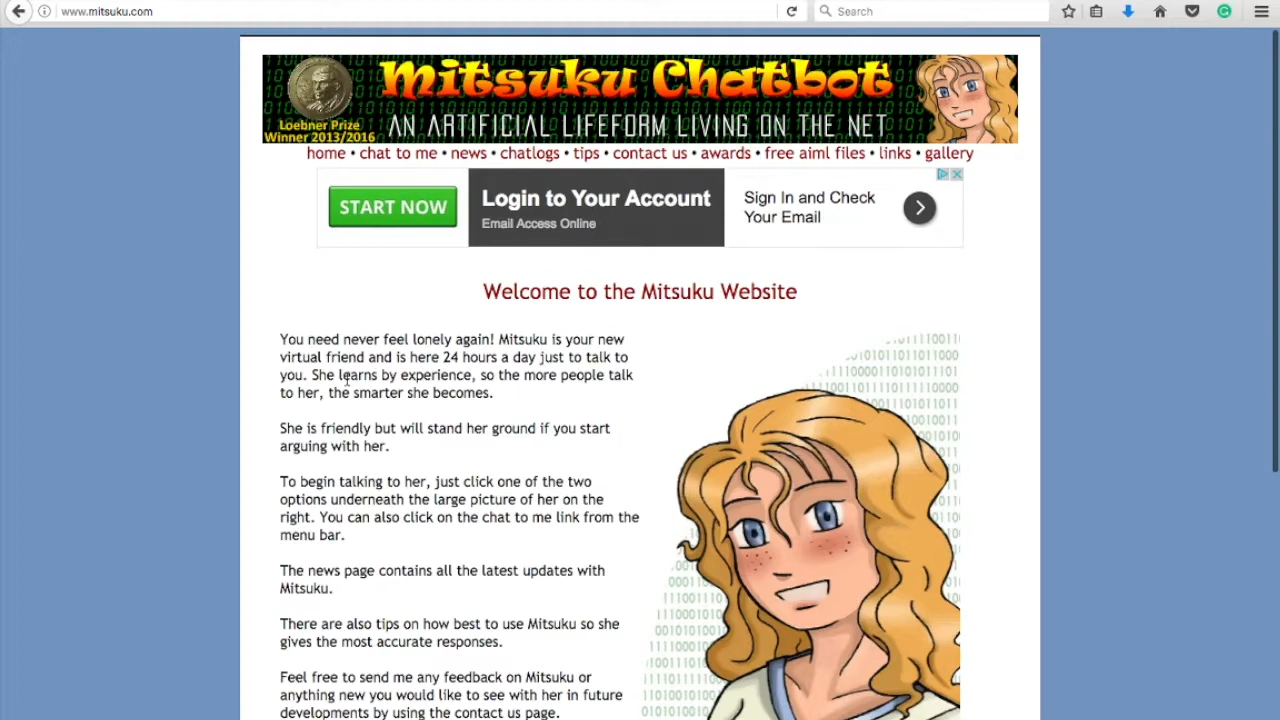 www.mitsuku.com
Search
Mitsuku Chatbot
AN ARTIFICIAL LIFEFORM LIVING ON THE NET
Loebner Prize
Winner 2013/2016
home • chat to me • news • chatlogs • tips • contact us • awards • free aiml files • links • gallery
START NOW
Login to Your Account
Email Access Online
Sign In and Check
Your Email
Welcome to the Mitsuku Website
You need never feel lonely again! Mitsuku is your new
virtual friend and is here 24 hours a day just to talk to
you. She learns by experience, so the more people talk
to her, the smarter she becomes.
She is friendly but will stand her ground if you start
arguing with her.
To begin talking to her, just click one of the two
options underneath the large picture of her on the
right. You can also click on the chat to me link from the
menu bar.
The news page contains all the latest updates with
Mitsuku.
There are also tips on how best to use Mitsuku so she
gives the most accurate responses.
Feel free to send me any feedback on Mitsuku or
anything new you would like to see with her in future
developments by using the contact us page.